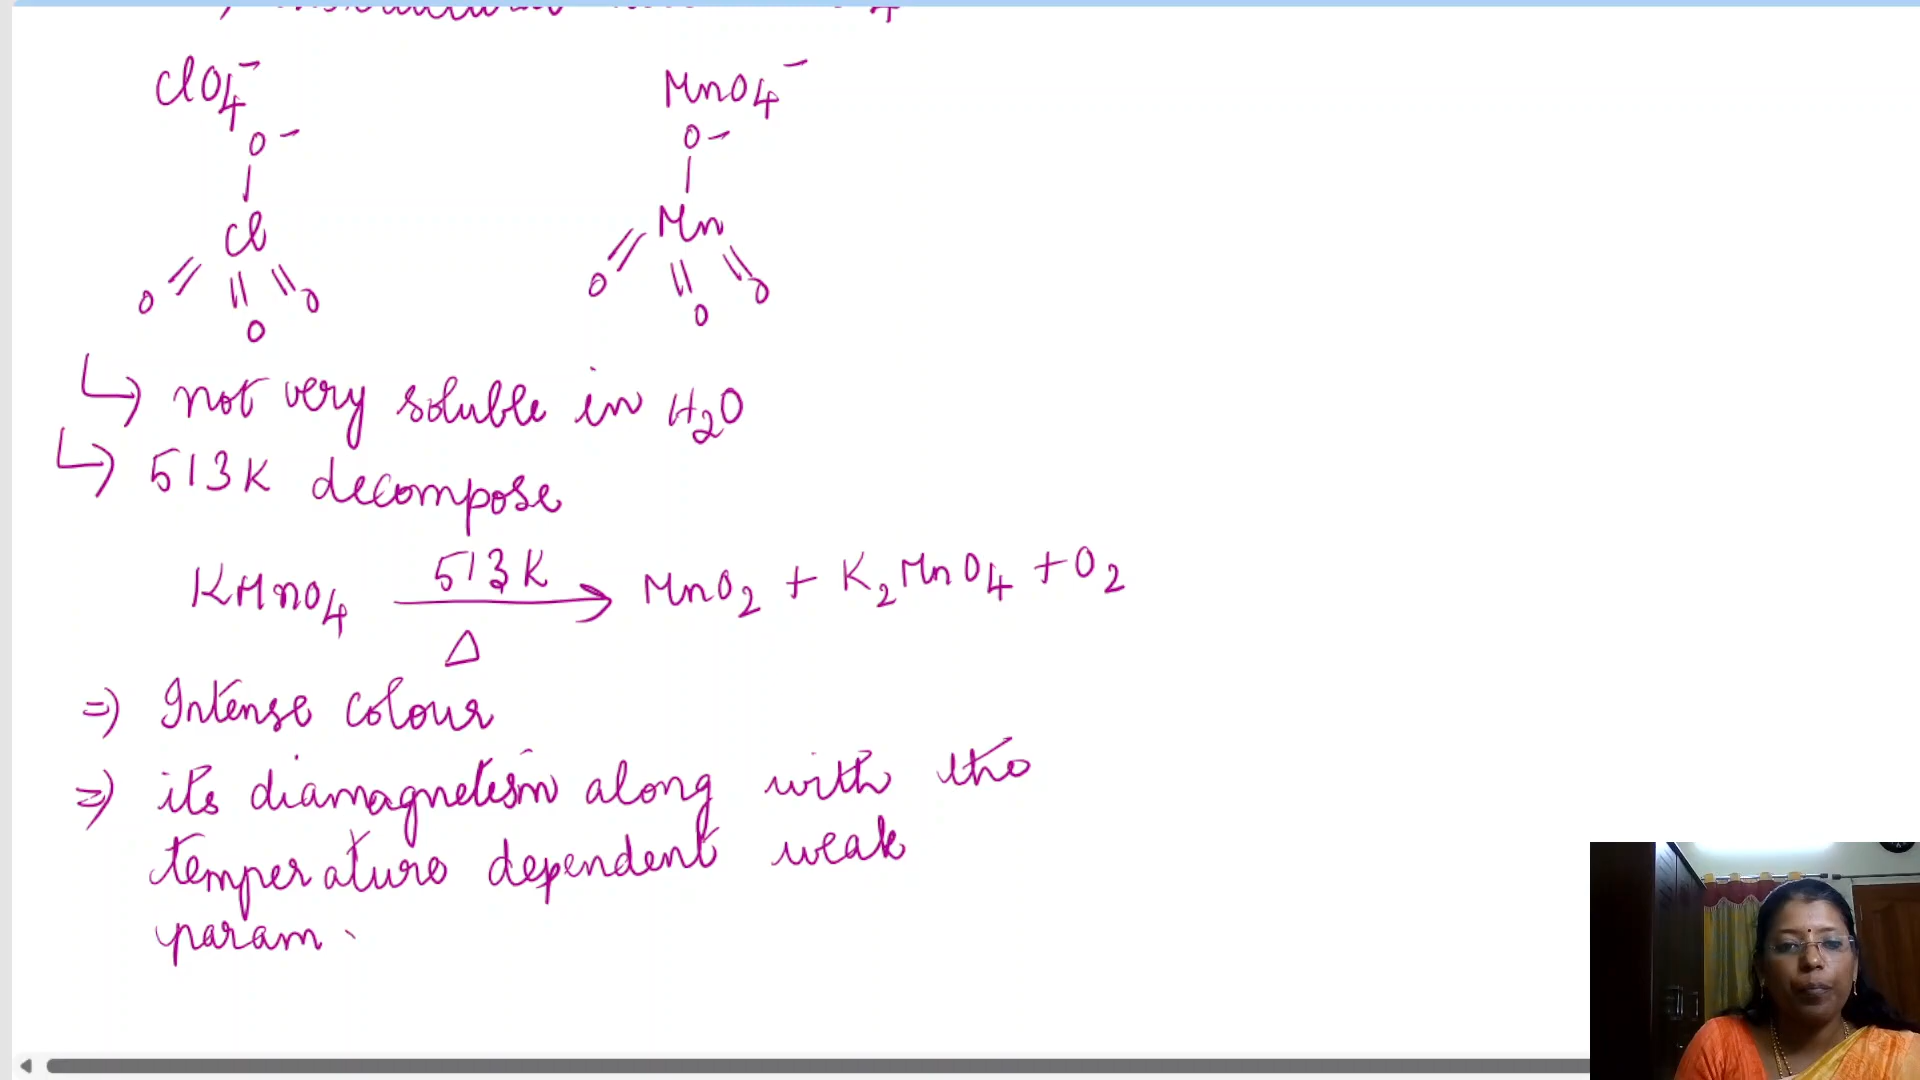 ClO4⁻ MnO4⁻
O⁻ O⁻
Cl Mn
O O O O
O O
not very soluble in H2O
513K decompose
513K
KMnO4 → MnO2 + K2MnO4 + O2
Δ
⇒ Intense colour
⇒ its diamagnetism along with the
temperature dependent weak
param